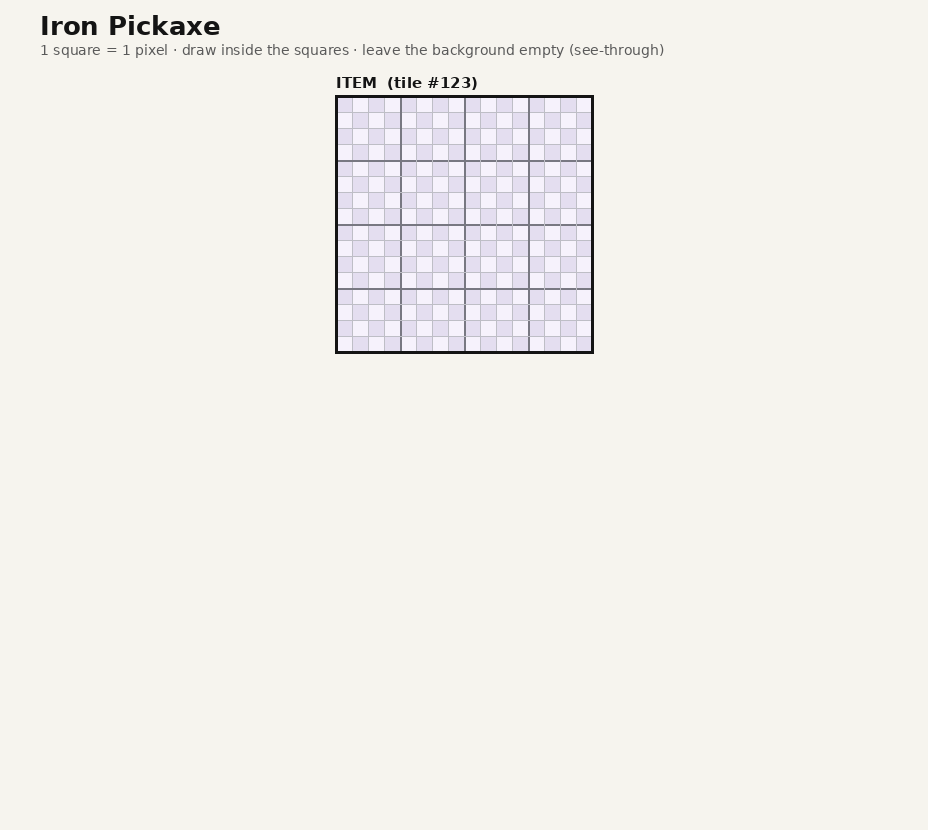 Iron Pickaxe
1 square = 1 pixel · draw inside the squares · leave the background empty (see-through)
ITEM (tile #123)